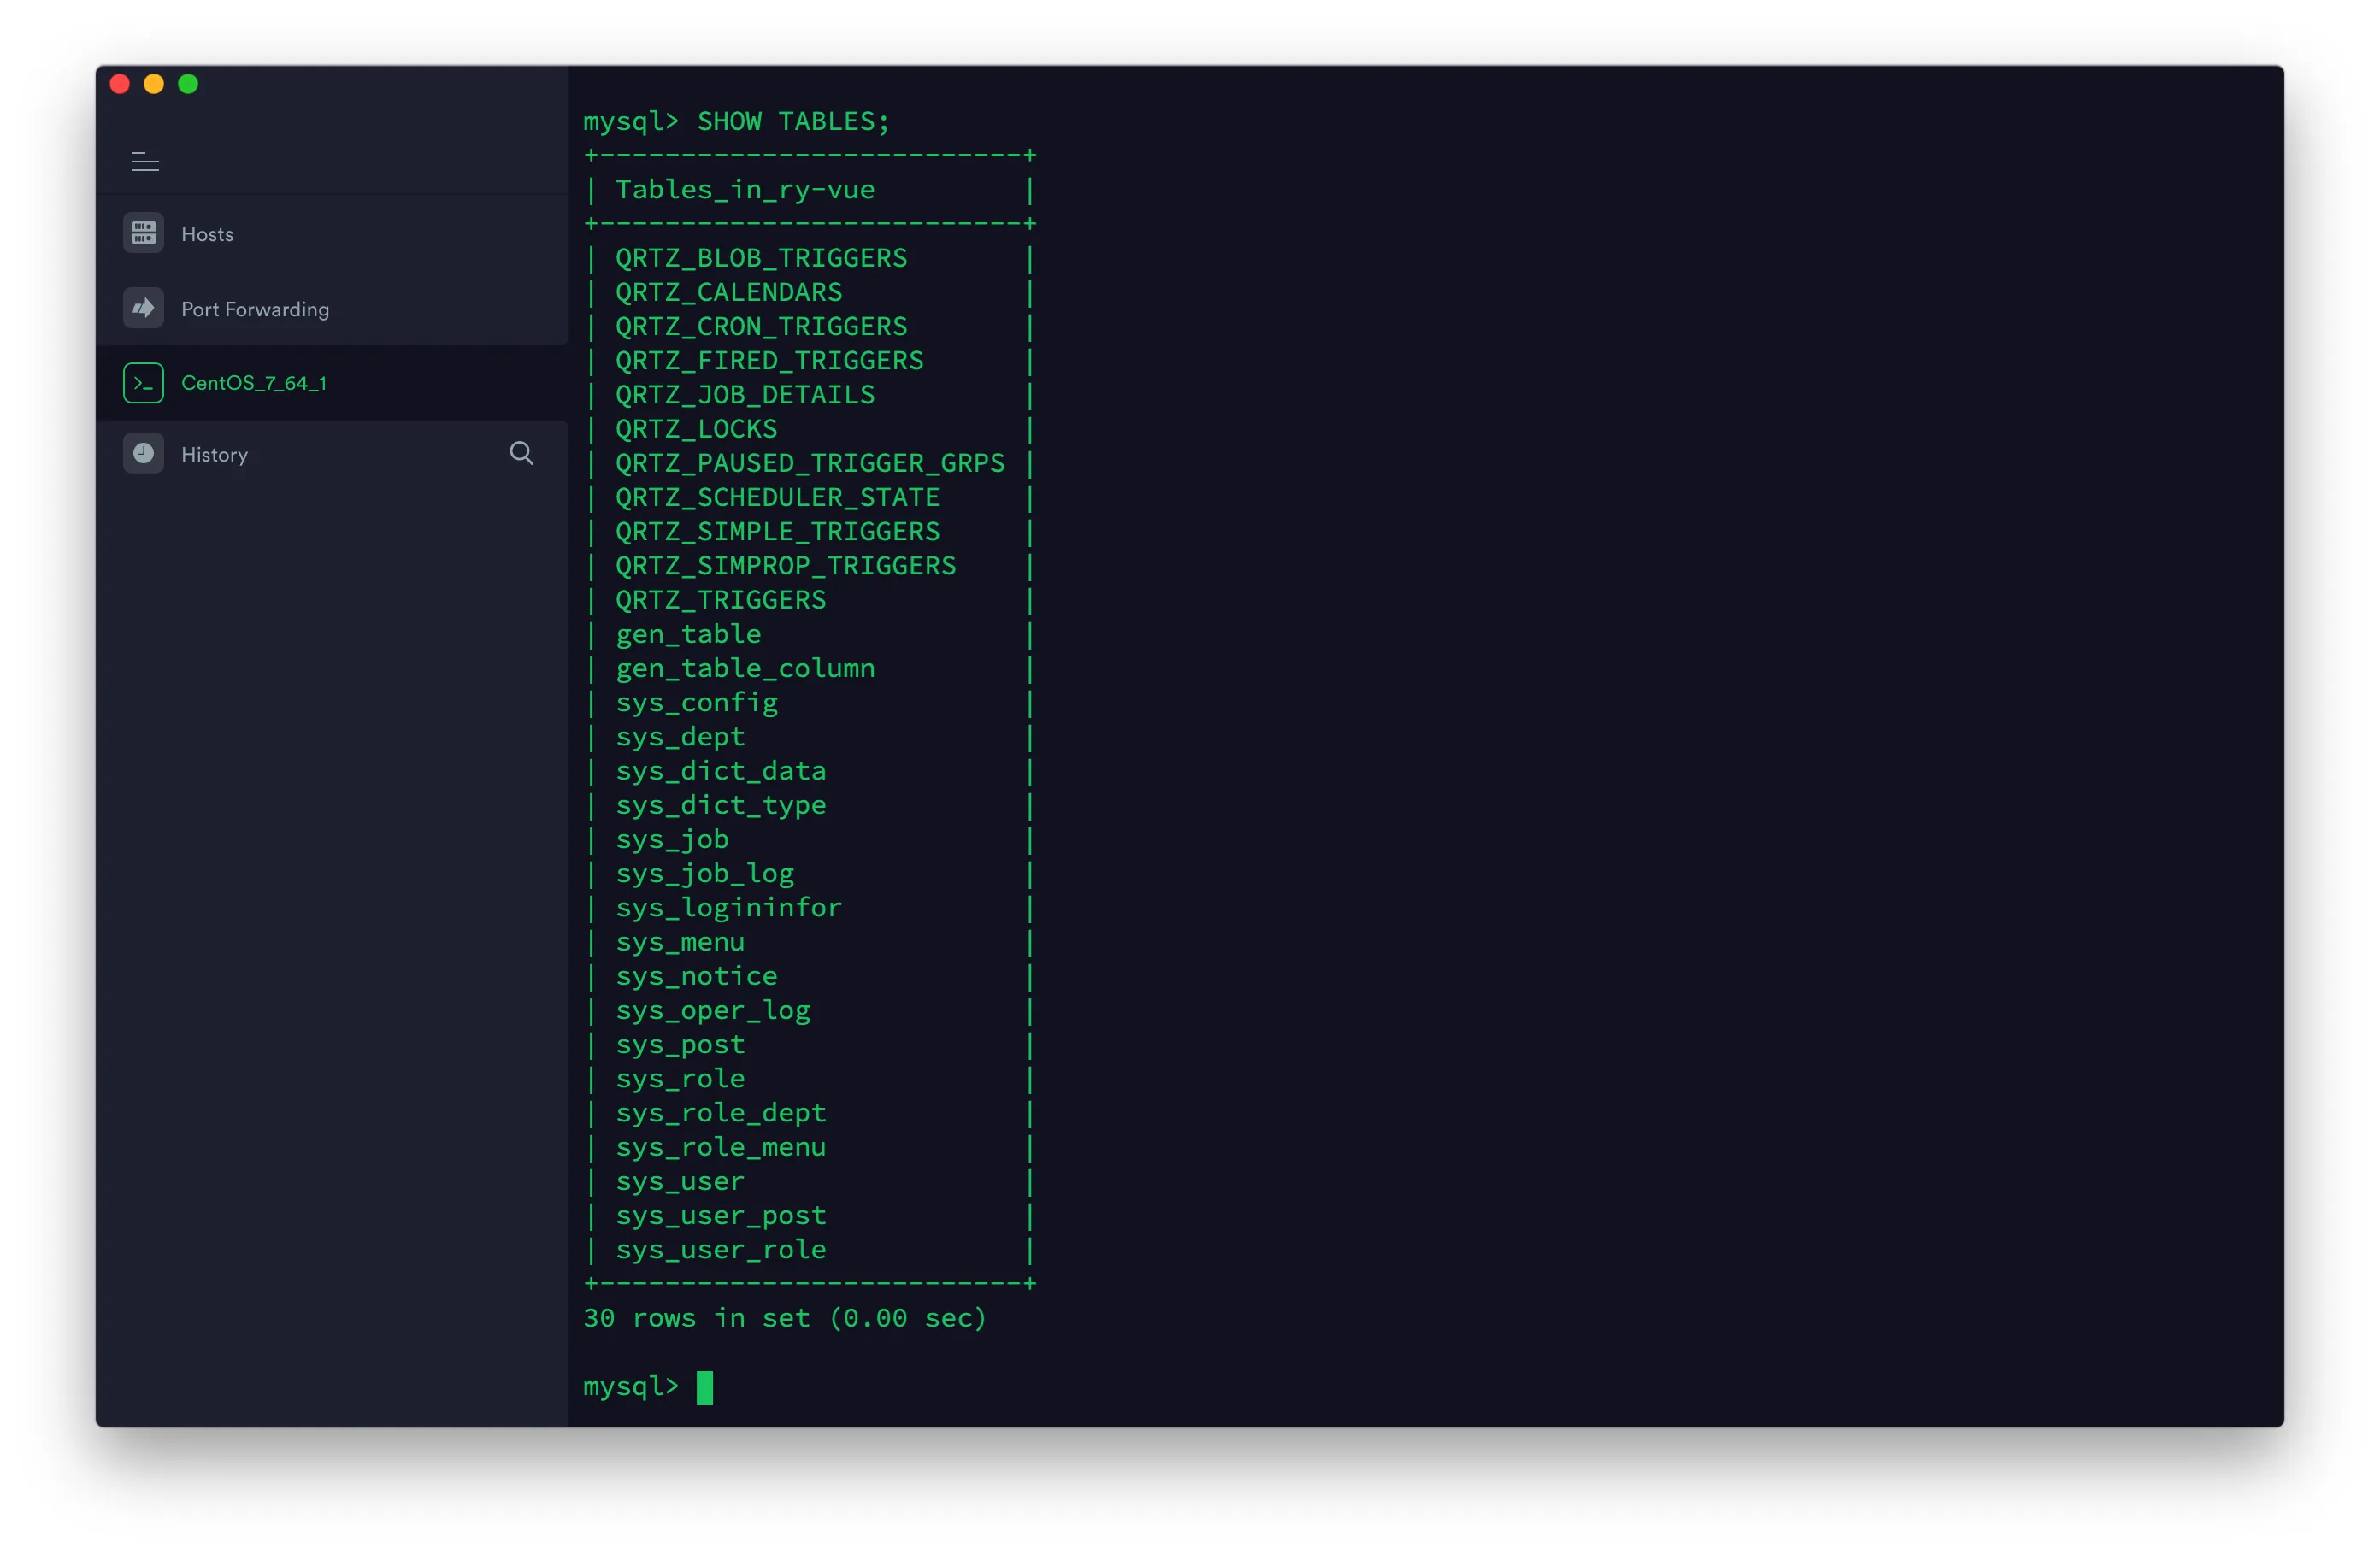 Hosts
Port Forwarding
CentOS_7_64_1
History
mysql> SHOW TABLES;
+--------------------------+
| Tables_in_ry-vue         |
+--------------------------+
| QRTZ_BLOB_TRIGGERS       |
| QRTZ_CALENDARS           |
| QRTZ_CRON_TRIGGERS       |
| QRTZ_FIRED_TRIGGERS      |
| QRTZ_JOB_DETAILS         |
| QRTZ_LOCKS               |
| QRTZ_PAUSED_TRIGGER_GRPS |
| QRTZ_SCHEDULER_STATE     |
| QRTZ_SIMPLE_TRIGGERS     |
| QRTZ_SIMPROP_TRIGGERS    |
| QRTZ_TRIGGERS            |
| gen_table                |
| gen_table_column         |
| sys_config               |
| sys_dept                 |
| sys_dict_data            |
| sys_dict_type            |
| sys_job                  |
| sys_job_log              |
| sys_logininfor           |
| sys_menu                 |
| sys_notice               |
| sys_oper_log             |
| sys_post                 |
| sys_role                 |
| sys_role_dept            |
| sys_role_menu            |
| sys_user                 |
| sys_user_post            |
| sys_user_role            |
+--------------------------+
30 rows in set (0.00 sec)
mysql>